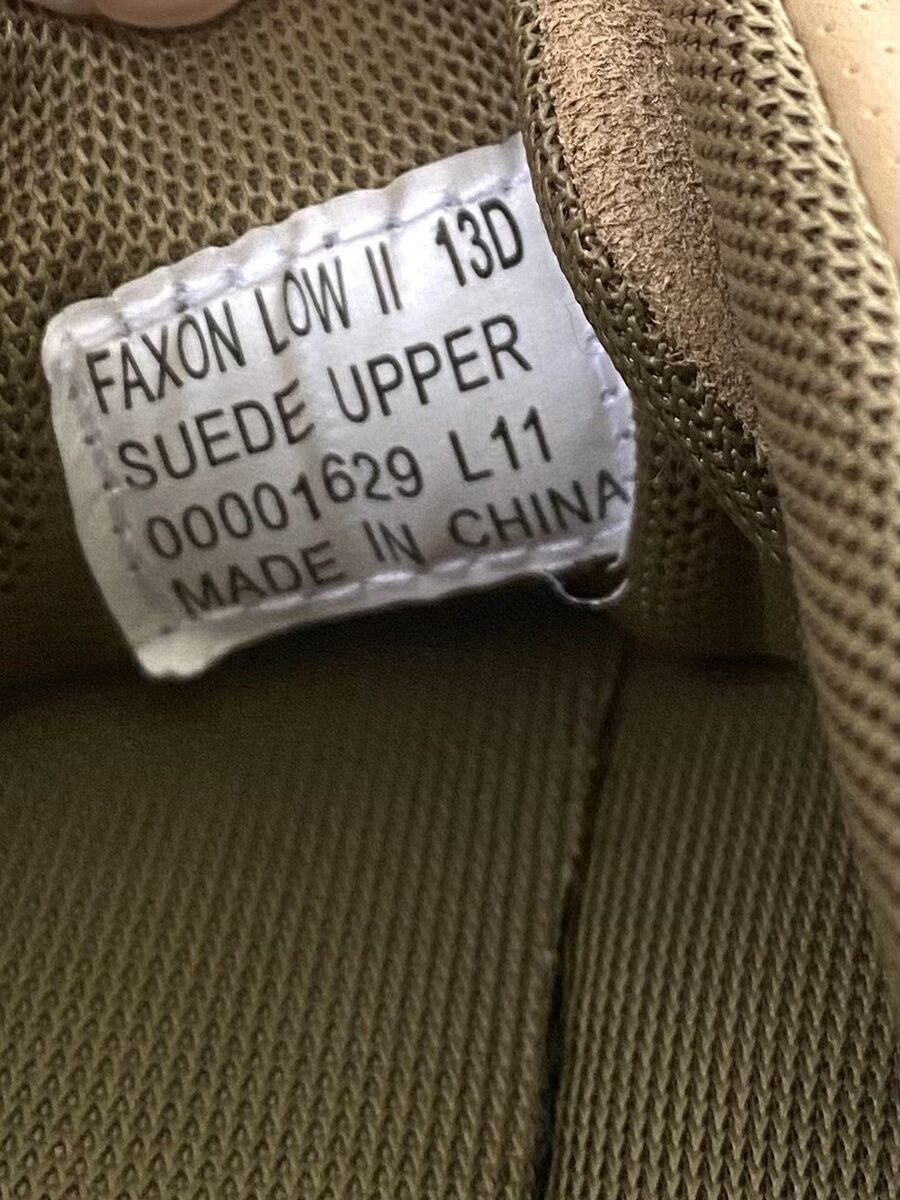 FAXON LOW II 13D
SUEDE UPPER
00001629 L11
MADE IN CHINA